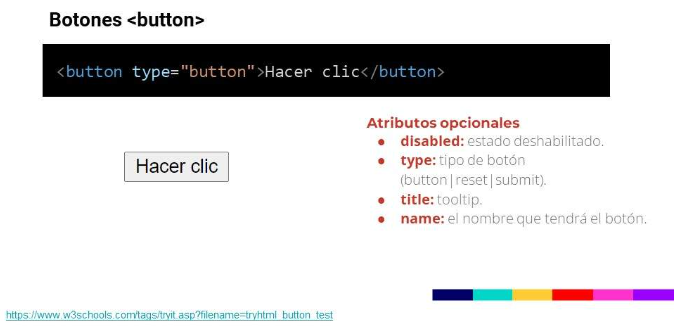 Botones <button>
<button type="button">Hacer clic</button>
Atributos opcionales
● disabled: estado deshabilitado.
● type: tipo de botón
(button|reset|submit).
● title: tooltip.
● name: el nombre que tendrá el botón.
Hacer clic
https://www.w3schools.com/tags/tryit.asp?filename=tryhtml_button_test